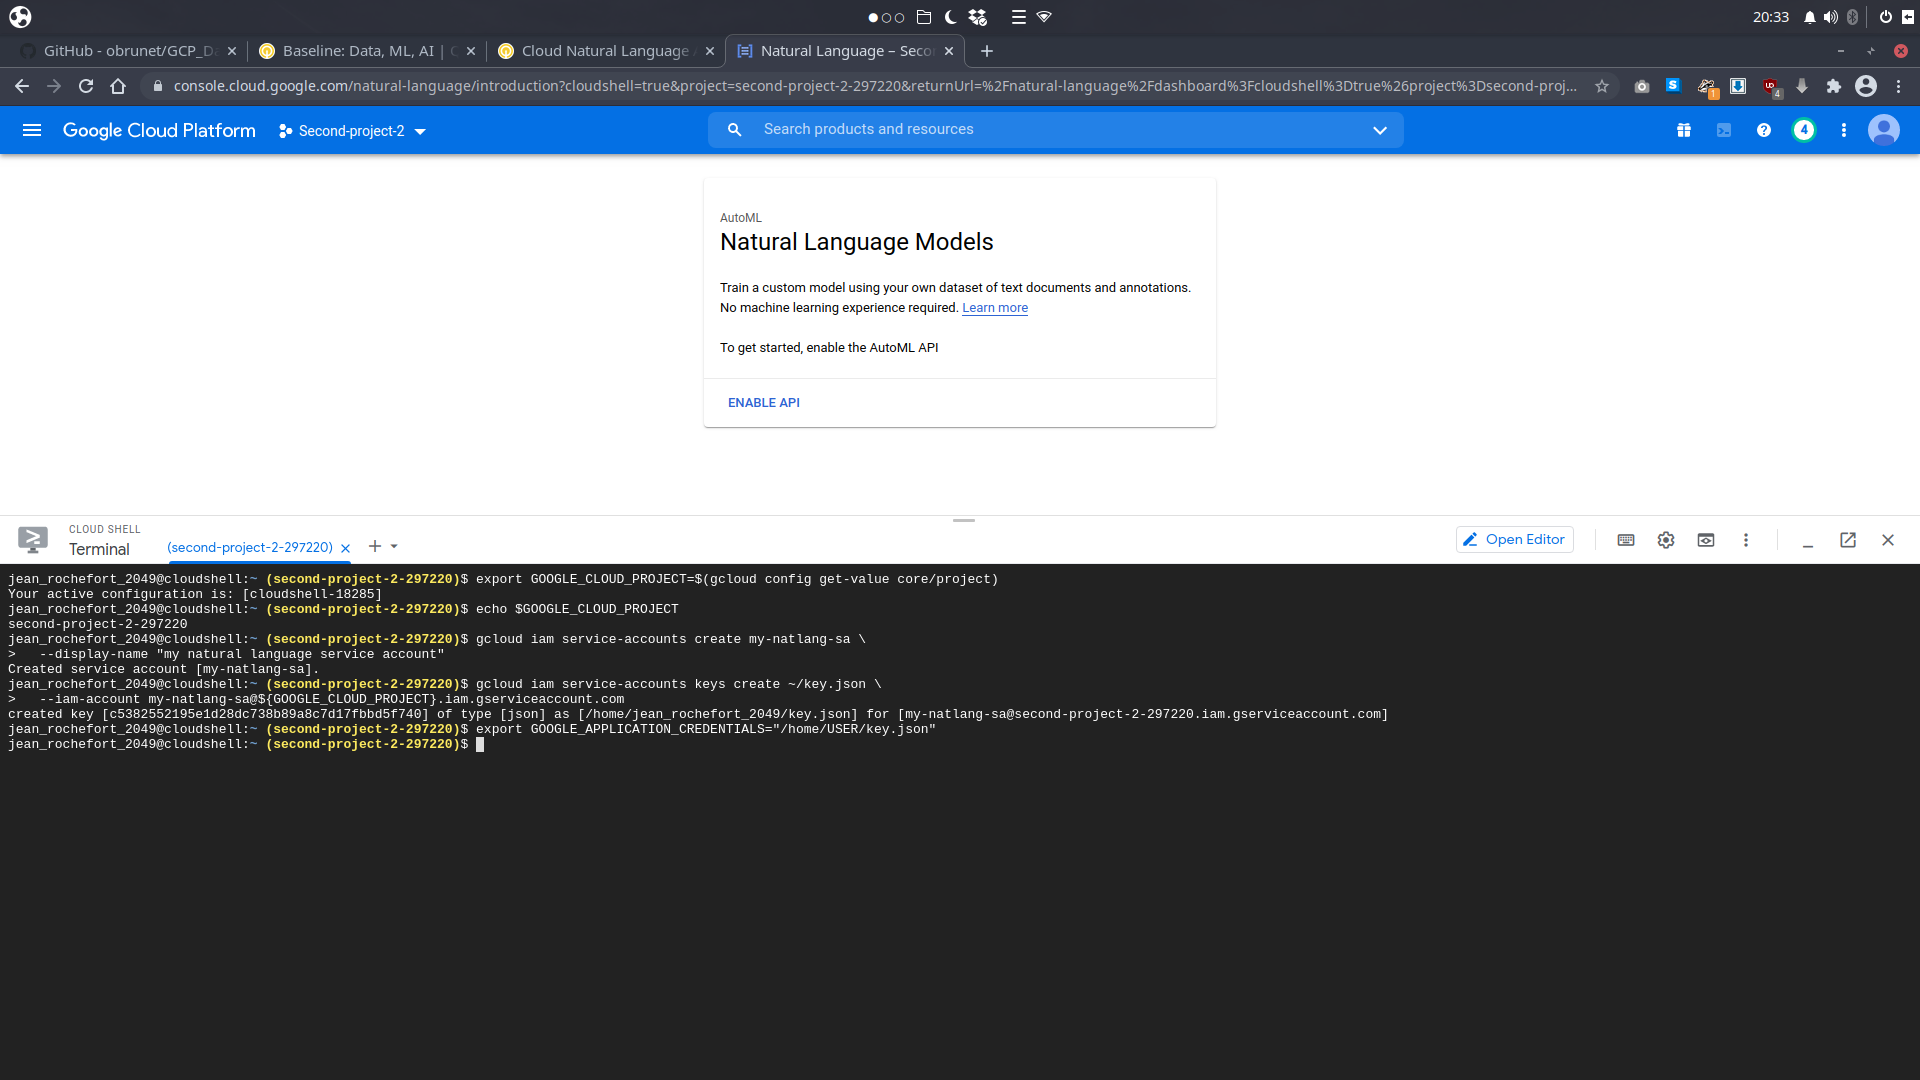 20:33
GitHub - obrunet/GCP_Da
Baseline: Data, ML, AI |
Cloud Natural Language
Natural Language – Seco
console.cloud.google.com/natural-language/introduction?cloudshell=true&project=second-project-2-297220&returnUrl=%2Fnatural-language%2Fdashboard%3Fcloudshell%3Dtrue%26project%3Dsecond-proj...
S
1
4
Google Cloud Platform
Second-project-2
Search products and resources
4
AutoML
Natural Language Models
Train a custom model using your own dataset of text documents and annotations.
No machine learning experience required. Learn more
To get started, enable the AutoML API
ENABLE API
CLOUD SHELL
Terminal
(second-project-2-297220)
Open Editor
jean_rochefort_2049@cloudshell:~ (second-project-2-297220)$ export GOOGLE_CLOUD_PROJECT=$(gcloud config get-value core/project)
Your active configuration is: [cloudshell-18285]
jean_rochefort_2049@cloudshell:~ (second-project-2-297220)$ echo $GOOGLE_CLOUD_PROJECT
second-project-2-297220
jean_rochefort_2049@cloudshell:~ (second-project-2-297220)$ gcloud iam service-accounts create my-natlang-sa \
>   --display-name "my natural language service account"
Created service account [my-natlang-sa].
jean_rochefort_2049@cloudshell:~ (second-project-2-297220)$ gcloud iam service-accounts keys create ~/key.json \
>   --iam-account my-natlang-sa@${GOOGLE_CLOUD_PROJECT}.iam.gserviceaccount.com
created key [c5382552195e1d28dc738b89a8c7d17fbbd5f740] of type [json] as [/home/jean_rochefort_2049/key.json] for [my-natlang-sa@second-project-2-297220.iam.gserviceaccount.com]
jean_rochefort_2049@cloudshell:~ (second-project-2-297220)$ export GOOGLE_APPLICATION_CREDENTIALS="/home/USER/key.json"
jean_rochefort_2049@cloudshell:~ (second-project-2-297220)$